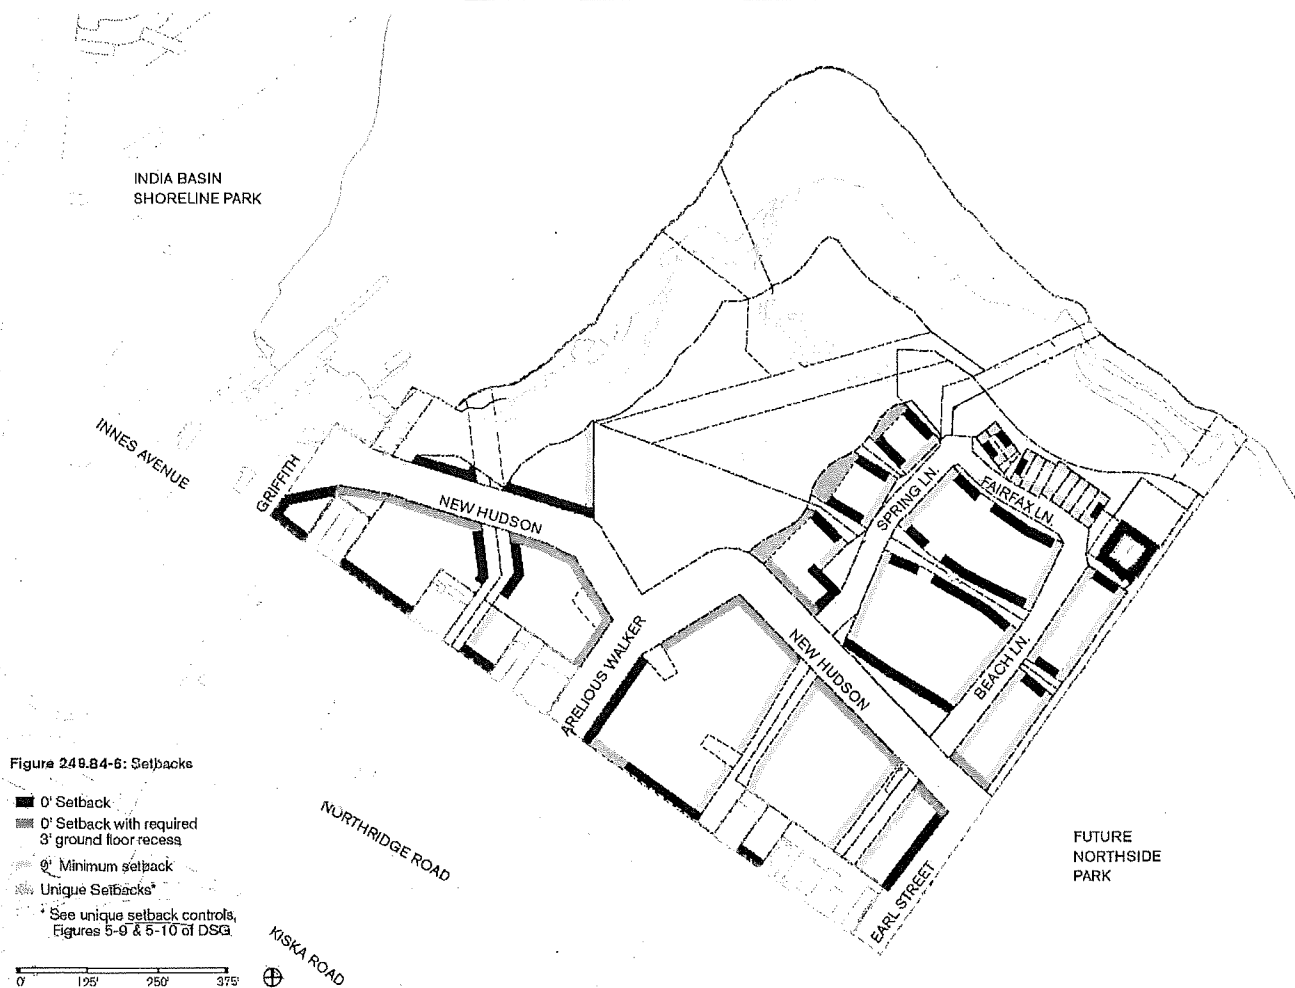 INDIA BASIN
SHORELINE PARK
INNES AVENUE
GRIFFITH
NEW HUDSON
SPRING LN.
FAIRFAX LN.
ARELIOUS WALKER
NEW HUDSON
BEACH LN.
Figure 249.84-6: Setbacks
0' Setback
0' Setback with required
3' ground floor recess
Minimum setback
Unique Setbacks*
* See unique setback controls,
Figures 5-9 & 5-10 of DSG
0' 125' 250' 375'
NORTHRIDGE ROAD
KISKA ROAD
EARL STREET
FUTURE
NORTHSIDE
PARK